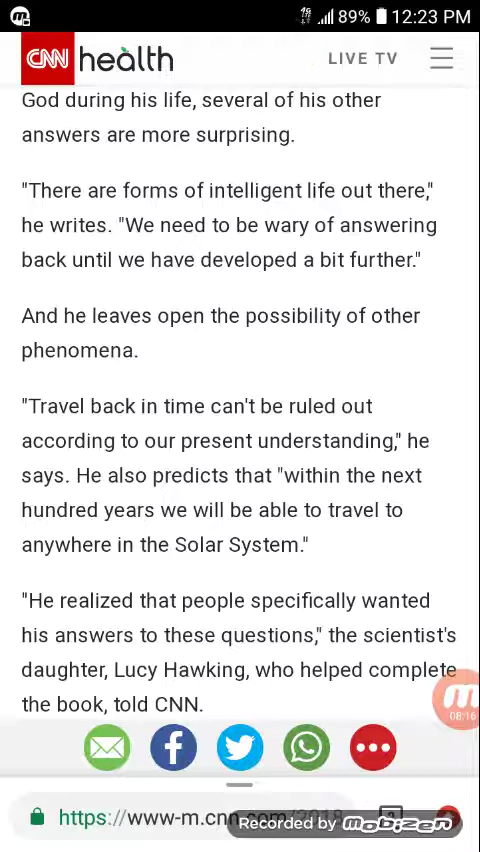 4G
89%
12:23 PM
CNN health
LIVE TV
God during his life, several of his other
answers are more surprising.
"There are forms of intelligent life out there,"
he writes. "We need to be wary of answering
back until we have developed a bit further."
And he leaves open the possibility of other
phenomena.
"Travel back in time can't be ruled out
according to our present understanding," he
says. He also predicts that "within the next
hundred years we will be able to travel to
anywhere in the Solar System."
"He realized that people specifically wanted
his answers to these questions," the scientist's
daughter, Lucy Hawking, who helped complete
the book, told CNN.
08:16
https://www-m.cnn.com/2018
Recorded by mobizen